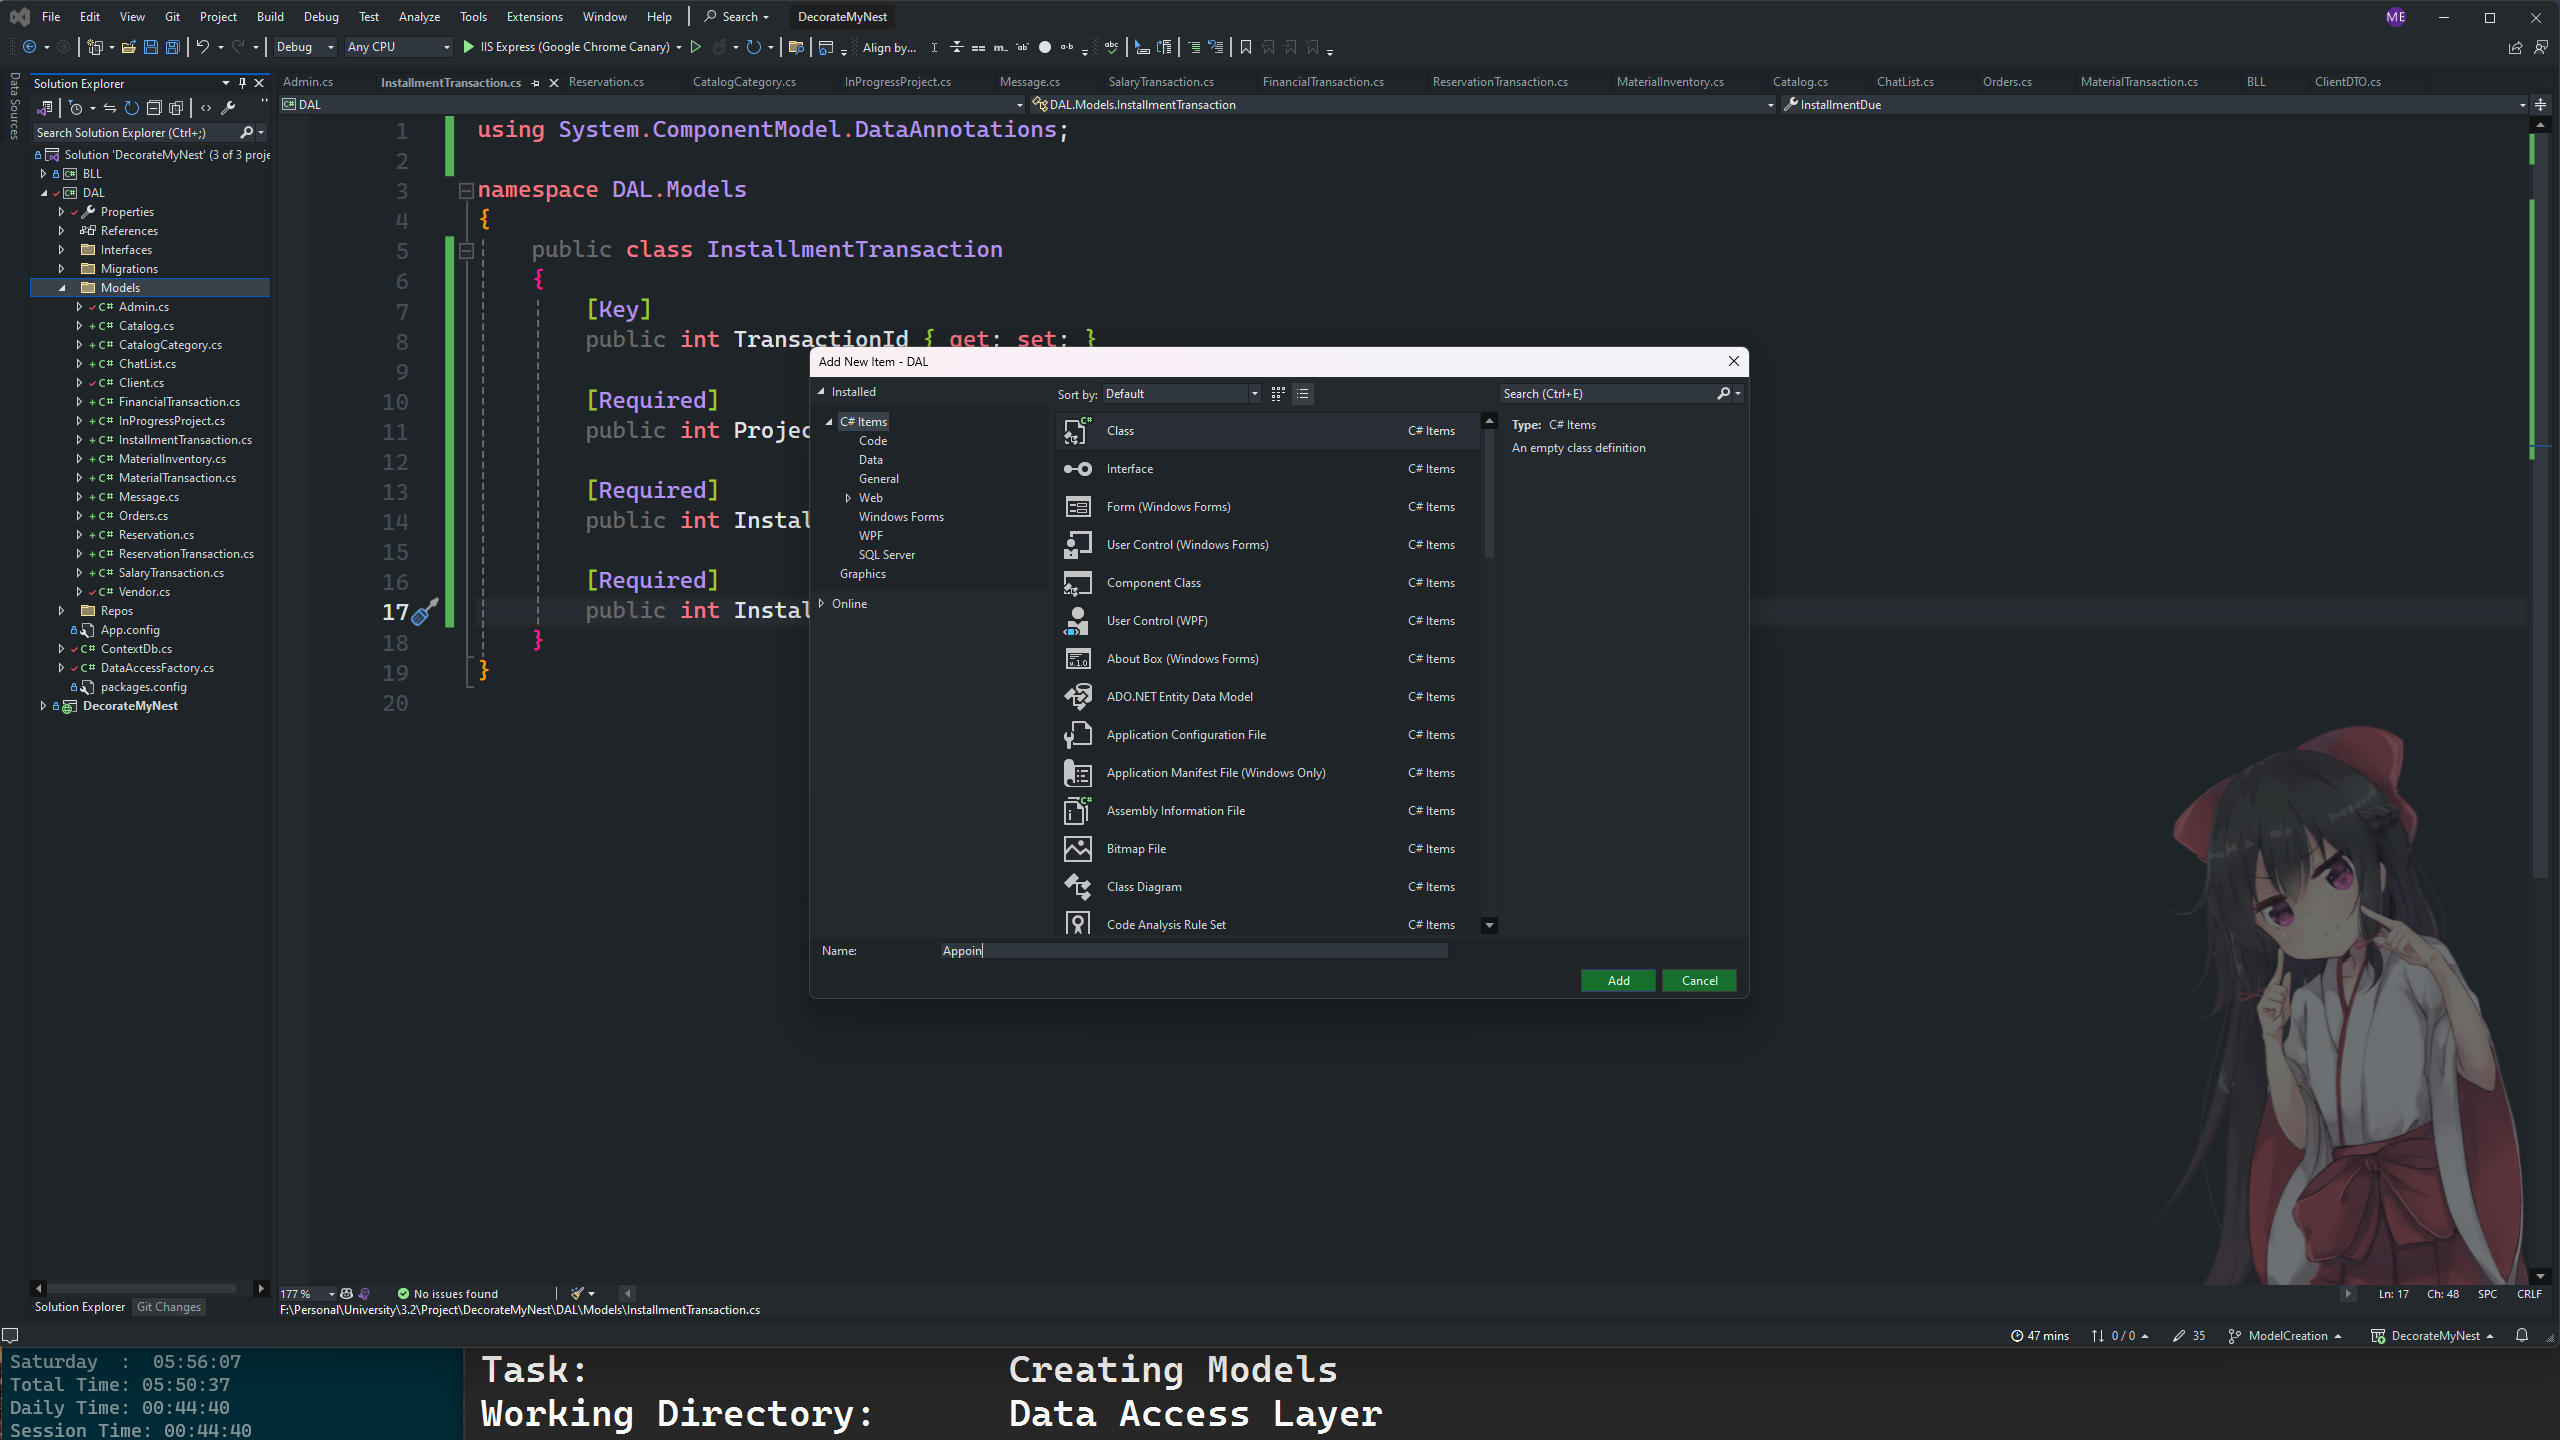 File Edit View Git Project Build Debug Test Analyze Tools Extensions Window Help Search DecorateMyNest ME
Debug Any CPU IIS Express (Google Chrome Canary) Align by...
Data Sources
Solution Explorer
Search Solution Explorer (Ctrl+;)
Solution 'DecorateMyNest' (3 of 3 proje
BLL
DAL
Properties
References
Interfaces
Migrations
Models
Admin.cs
Catalog.cs
CatalogCategory.cs
ChatList.cs
Client.cs
FinancialTransaction.cs
InProgressProject.cs
InstallmentTransaction.cs
MaterialInventory.cs
MaterialTransaction.cs
Message.cs
Orders.cs
Reservation.cs
ReservationTransaction.cs
SalaryTransaction.cs
Vendor.cs
Repos
App.config
ContextDb.cs
DataAccessFactory.cs
packages.config
DecorateMyNest
Solution Explorer Git Changes
Admin.cs InstallmentTransaction.cs Reservation.cs CatalogCategory.cs InProgressProject.cs Message.cs SalaryTransaction.cs FinancialTransaction.cs ReservationTransaction.cs MaterialInventory.cs Catalog.cs ChatList.cs Orders.cs MaterialTransaction.cs BLL ClientDTO.cs
DAL DAL.Models.InstallmentTransaction InstallmentDue
1 using System.ComponentModel.DataAnnotations;
2
3 namespace DAL.Models
4 {
5 public class InstallmentTransaction
6 {
7 [Key]
8 public int TransactionId { get; set; }
9
10 [Required]
11 public int Projec
12
13 [Required]
14 public int Instal
15
16 [Required]
17 public int Instal
18 }
19 }
20
Add New Item - DAL
Installed
C# Items
Code
Data
General
Web
Windows Forms
WPF
SQL Server
Graphics
Online
Sort by: Default
Search (Ctrl+E)
Class C# Items
Interface C# Items
Form (Windows Forms) C# Items
User Control (Windows Forms) C# Items
Component Class C# Items
User Control (WPF) C# Items
About Box (Windows Forms) C# Items
ADO.NET Entity Data Model C# Items
Application Configuration File C# Items
Application Manifest File (Windows Only) C# Items
Assembly Information File C# Items
Bitmap File C# Items
Class Diagram C# Items
Code Analysis Rule Set C# Items
Type: C# Items
An empty class definition
Name: Appoin
Add Cancel
177 % No issues found Ln: 17 Ch: 48 SPC CRLF
F:\Personal\University\3.2\Project\DecorateMyNest\DAL\Models\InstallmentTransaction.cs
47 mins 0 / 0 35 ModelCreation DecorateMyNest
Saturday : 05:56:07
Total Time: 05:50:37
Daily Time: 00:44:40
Session Time: 00:44:40
Task: Creating Models
Working Directory: Data Access Layer